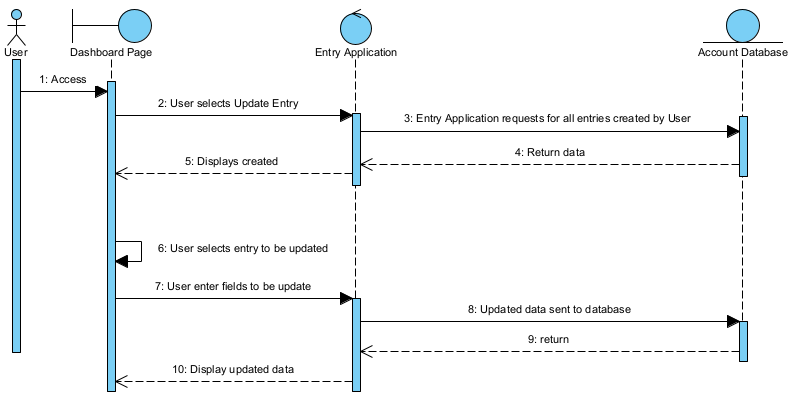 User
Dashboard Page
Entry Application
Account Database
1: Access
2: User selects Update Entry
3: Entry Application requests for all entries created by User
4: Return data
5: Displays created
6: User selects entry to be updated
7: User enter fields to be update
8: Updated data sent to database
9: return
10: Display updated data